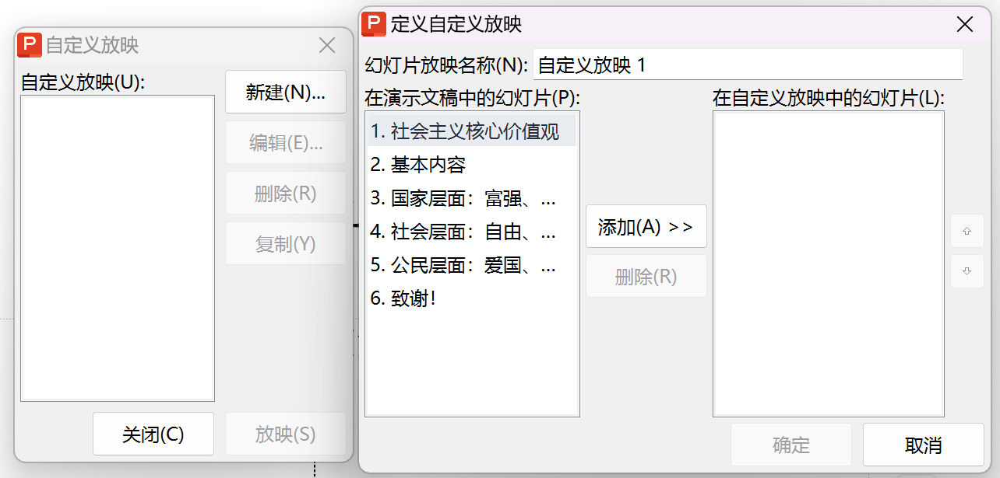 自定义放映
自定义放映(U):
新建(N)...
编辑(E)...
删除(R)
复制(Y)
关闭(C)
放映(S)
定义自定义放映
幻灯片放映名称(N): 自定义放映 1
在演示文稿中的幻灯片(P):
1. 社会主义核心价值观
2. 基本内容
3. 国家层面：富强、...
4. 社会层面：自由、...
5. 公民层面：爱国、...
6. 致谢！
添加(A) >>
删除(R)
在自定义放映中的幻灯片(L):
确定
取消